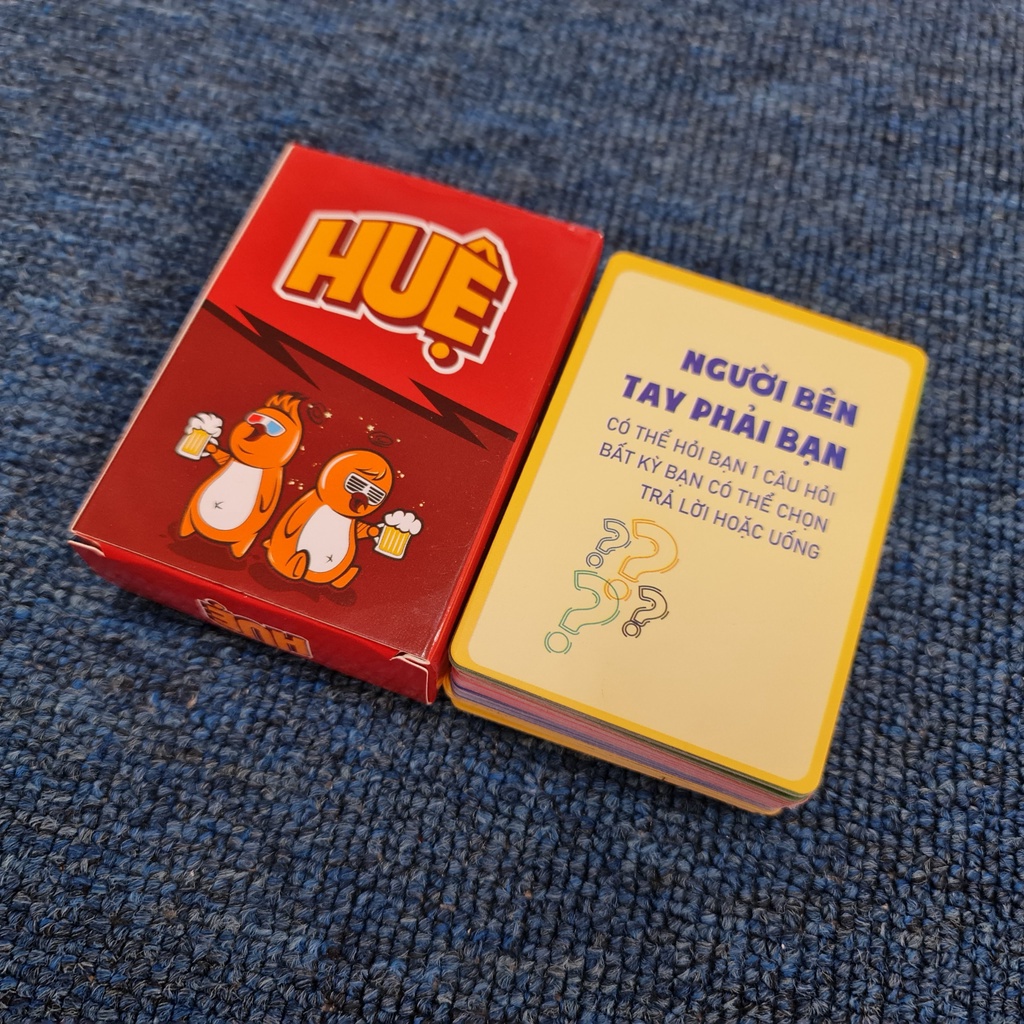 HUỆ
HUỆ
NGƯỜI BÊN
TAY PHẢI BẠN
CÓ THỂ HỎI BẠN 1 CÂU HỎI
BẤT KỲ BẠN CÓ THỂ CHỌN
TRẢ LỜI HOẶC UỐNG